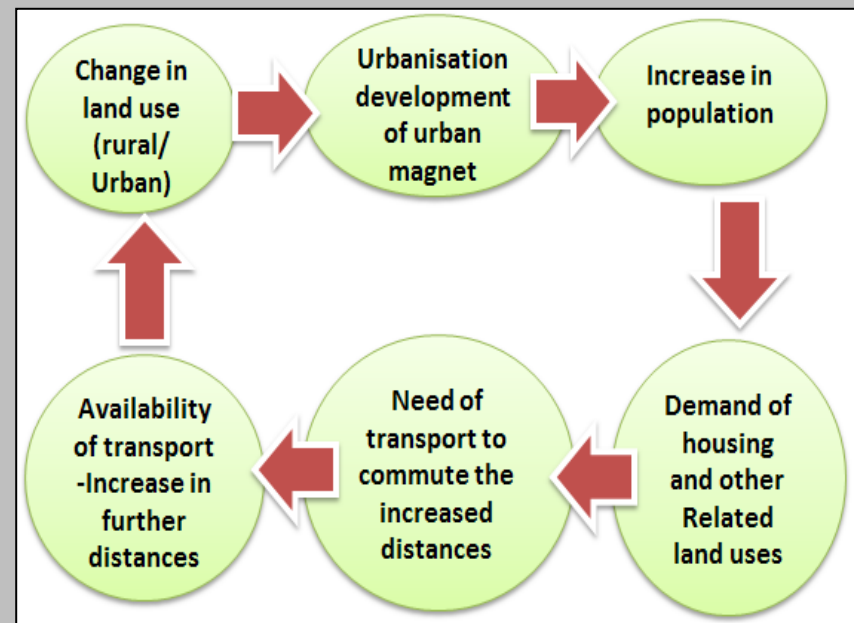 Change in
land use
(rural/
Urban)
Urbanisation
development
of urban
magnet
Increase in
population
Demand of
housing
and other
Related
land uses
Need of
transport to
commute the
increased
distances
Availability
of transport
-Increase in
further
distances